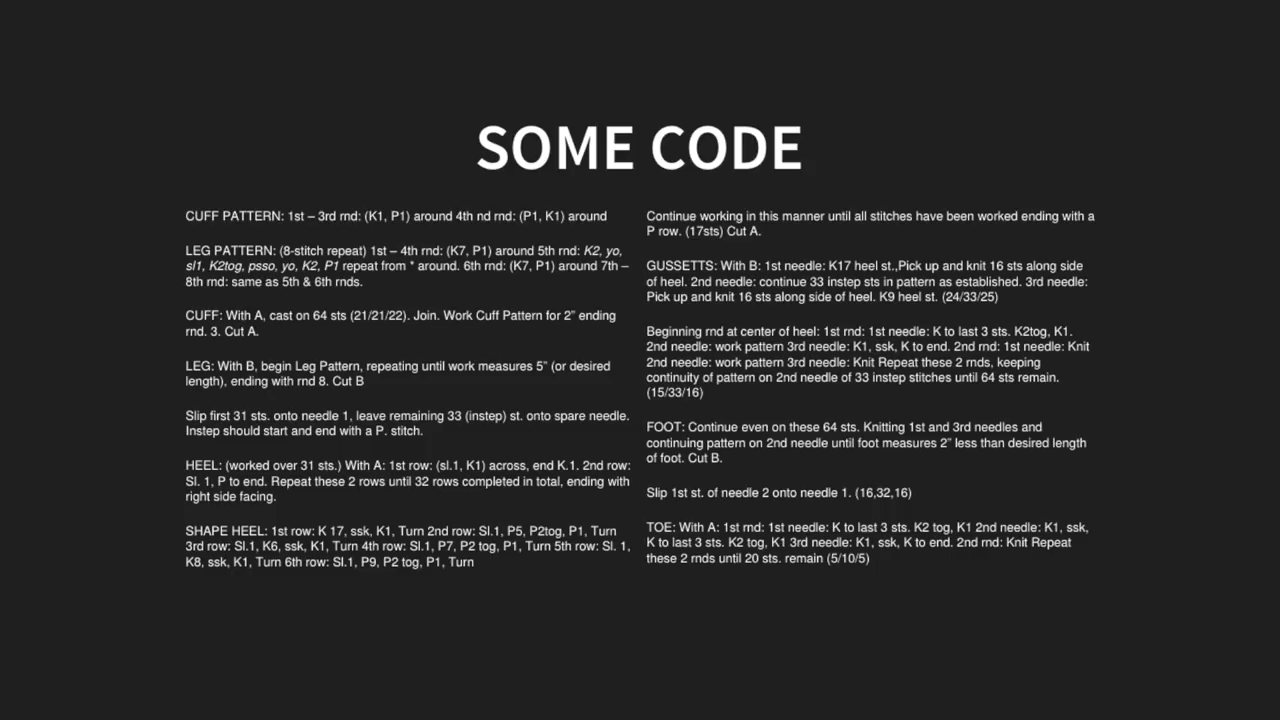 SOME CODE
CUFF PATTERN: 1st – 3rd rnd: (K1, P1) around 4th nd rnd: (P1, K1) around
LEG PATTERN: (8-stitch repeat) 1st – 4th rnd: (K7, P1) around 5th rnd: K2, yo,
sl1, K2tog, psso, yo, K2, P1 repeat from * around. 6th rnd: (K7, P1) around 7th –
8th rnd: same as 5th & 6th rnds.
CUFF: With A, cast on 64 sts (21/21/22). Join. Work Cuff Pattern for 2” ending
rnd. 3. Cut A.
LEG: With B, begin Leg Pattern, repeating until work measures 5” (or desired
length), ending with rnd 8. Cut B
Slip first 31 sts. onto needle 1, leave remaining 33 (instep) st. onto spare needle.
Instep should start and end with a P. stitch.
HEEL: (worked over 31 sts.) With A: 1st row: (sl.1, K1) across, end K.1. 2nd row:
Sl. 1, P to end. Repeat these 2 rows until 32 rows completed in total, ending with
right side facing.
SHAPE HEEL: 1st row: K 17, ssk, K1, Turn 2nd row: Sl.1, P5, P2tog, P1, Turn
3rd row: Sl.1, K6, ssk, K1, Turn 4th row: Sl.1, P7, P2 tog, P1, Turn 5th row: Sl. 1,
K8, ssk, K1, Turn 6th row: Sl.1, P9, P2 tog, P1, Turn
Continue working in this manner until all stitches have been worked ending with a
P row. (17sts) Cut A.
GUSSETTS: With B: 1st needle: K17 heel st.,Pick up and knit 16 sts along side
of heel. 2nd needle: continue 33 instep sts in pattern as established. 3rd needle:
Pick up and knit 16 sts along side of heel. K9 heel st. (24/33/25)
Beginning rnd at center of heel: 1st rnd: 1st needle: K to last 3 sts. K2tog, K1.
2nd needle: work pattern 3rd needle: K1, ssk, K to end. 2nd rnd: 1st needle: Knit
2nd needle: work pattern 3rd needle: Knit Repeat these 2 rnds, keeping
continuity of pattern on 2nd needle of 33 instep stitches until 64 sts remain.
(15/33/16)
FOOT: Continue even on these 64 sts. Knitting 1st and 3rd needles and
continuing pattern on 2nd needle until foot measures 2” less than desired length
of foot. Cut B.
Slip 1st st. of needle 2 onto needle 1. (16,32,16)
TOE: With A: 1st rnd: 1st needle: K to last 3 sts. K2 tog, K1 2nd needle: K1, ssk,
K to last 3 sts. K2 tog, K1 3rd needle: K1, ssk, K to end. 2nd rnd: Knit Repeat
these 2 rnds until 20 sts. remain (5/10/5)